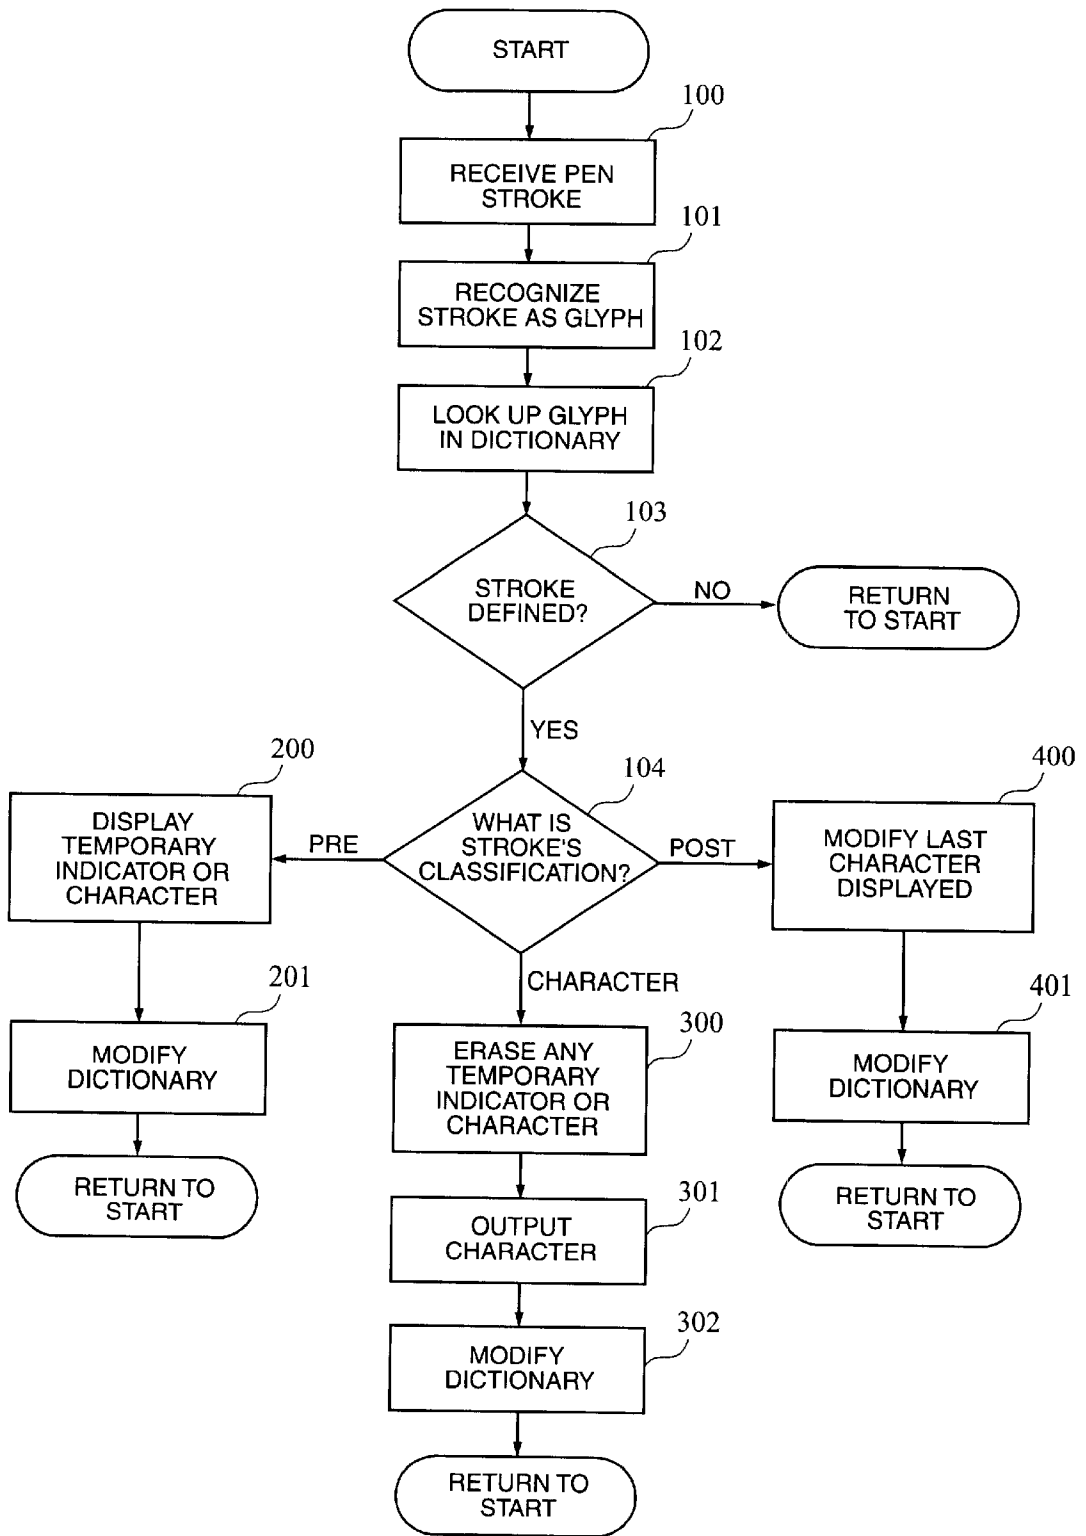 START
100
RECEIVE PEN
STROKE
101
RECOGNIZE
STROKE AS GLYPH
102
LOOK UP GLYPH
IN DICTIONARY
103
STROKE
DEFINED?
NO
RETURN
TO START
YES
104
WHAT IS
STROKE'S
CLASSIFICATION?
PRE
200
DISPLAY
TEMPORARY
INDICATOR OR
CHARACTER
201
MODIFY
DICTIONARY
RETURN TO
START
CHARACTER
300
ERASE ANY
TEMPORARY
INDICATOR OR
CHARACTER
301
OUTPUT
CHARACTER
302
MODIFY
DICTIONARY
RETURN TO
START
POST
400
MODIFY LAST
CHARACTER
DISPLAYED
401
MODIFY
DICTIONARY
RETURN TO
START